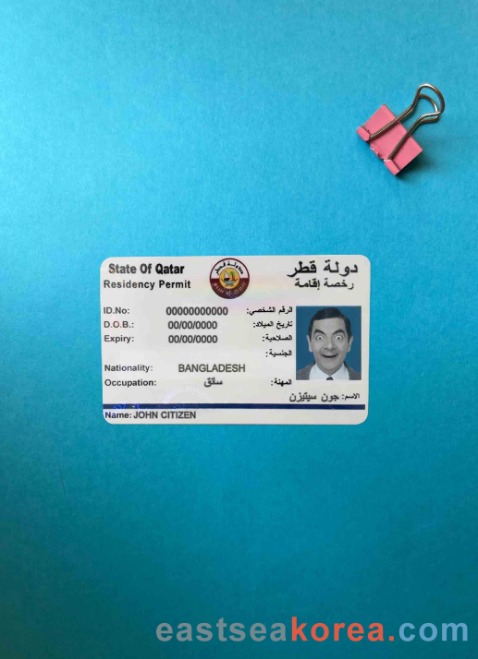 State Of Qatar
دولة قطر
Residency Permit
رخصة إقامة
ID.No: 00000000000 الرقم الشخصي:
D.O.B.: 00/00/0000 تاريخ الميلاد:
Expiry: 00/00/0000 الصلاحية:
الجنسية:
Nationality: BANGLADESH
Occupation: سائق المهنة:
الاسم: جون سيتيزن
Name: JOHN CITIZEN
eastseakorea.com